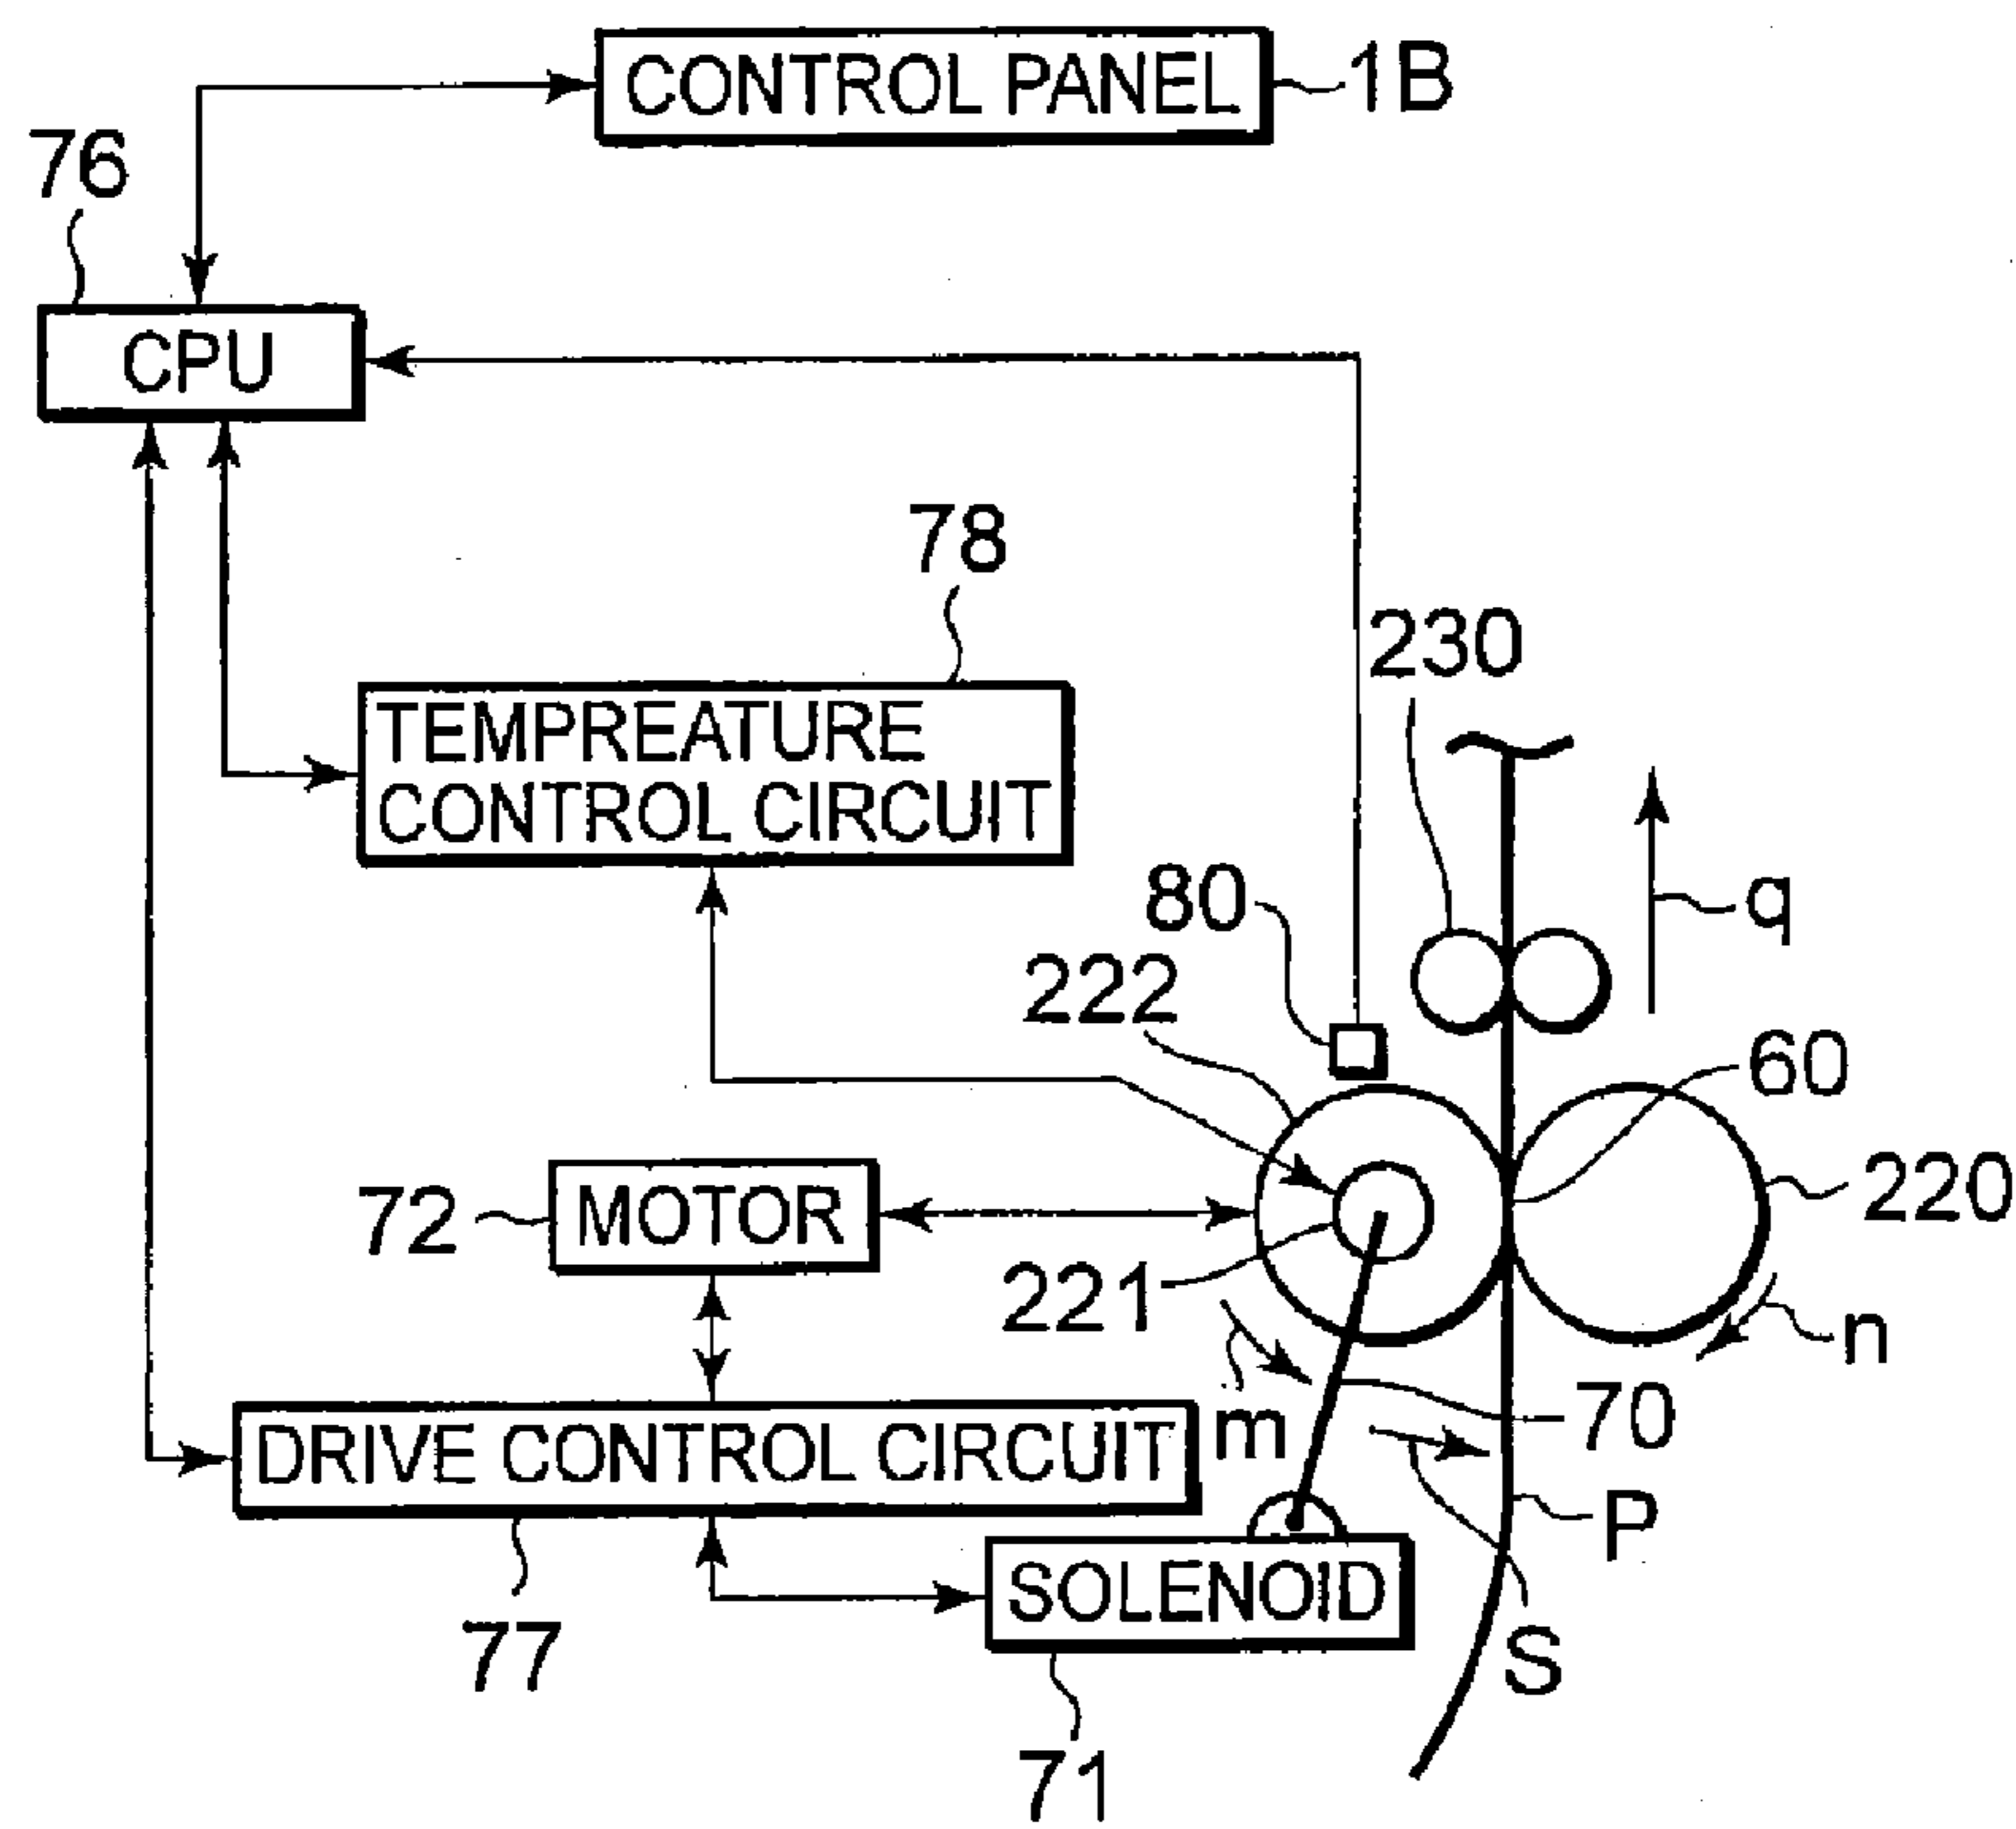 CONTROL PANEL
1B
76
CPU
78
230
TEMPREATURE
CONTROL CIRCUIT
80
q
222
60
72
MOTOR
220
221
n
m
70
DRIVE CONTROL CIRCUIT
P
SOLENOID
77
S
71